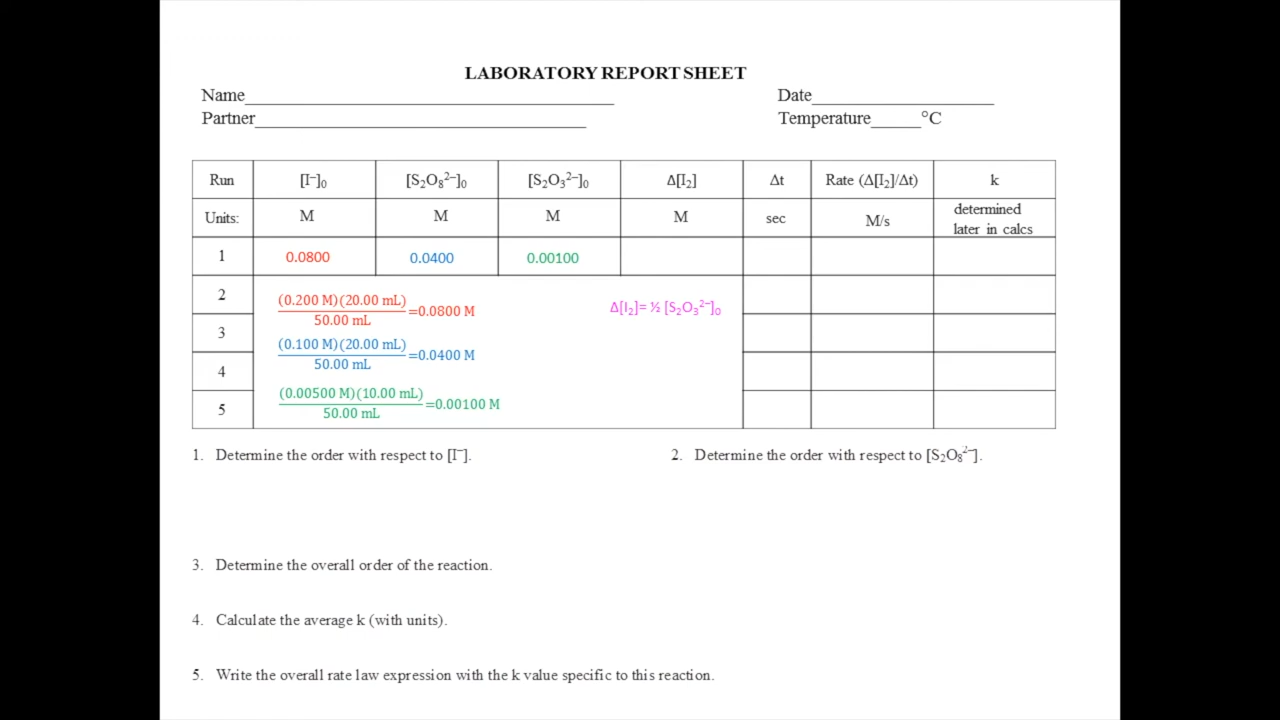 LABORATORY REPORT SHEET
Name_____ Date_____
Partner_____ Temperature_____°C
Run [I⁻]₀ [S₂O₈²⁻]₀ [S₂O₃²⁻]₀ Δ[I₂] Δt Rate (Δ[I₂]/Δt) k
Units: M M M M sec M/s determined later in calcs
1 0.0800 0.0400 0.00100
2 (0.200 M)(20.00 mL)/50.00 mL=0.0800 M Δ[I₂]= ½ [S₂O₃²⁻]₀
3 (0.100 M)(20.00 mL)/50.00 mL=0.0400 M
4
5 (0.00500 M)(10.00 mL)/50.00 mL=0.00100 M
1. Determine the order with respect to [I⁻]. 2. Determine the order with respect to [S₂O₈²⁻].
3. Determine the overall order of the reaction.
4. Calculate the average k (with units).
5. Write the overall rate law expression with the k value specific to this reaction.